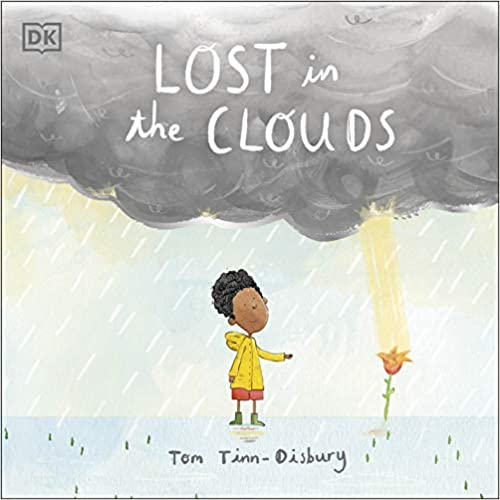 DK
LOST in
the CLOUDS
Tom Tinn-Disbury